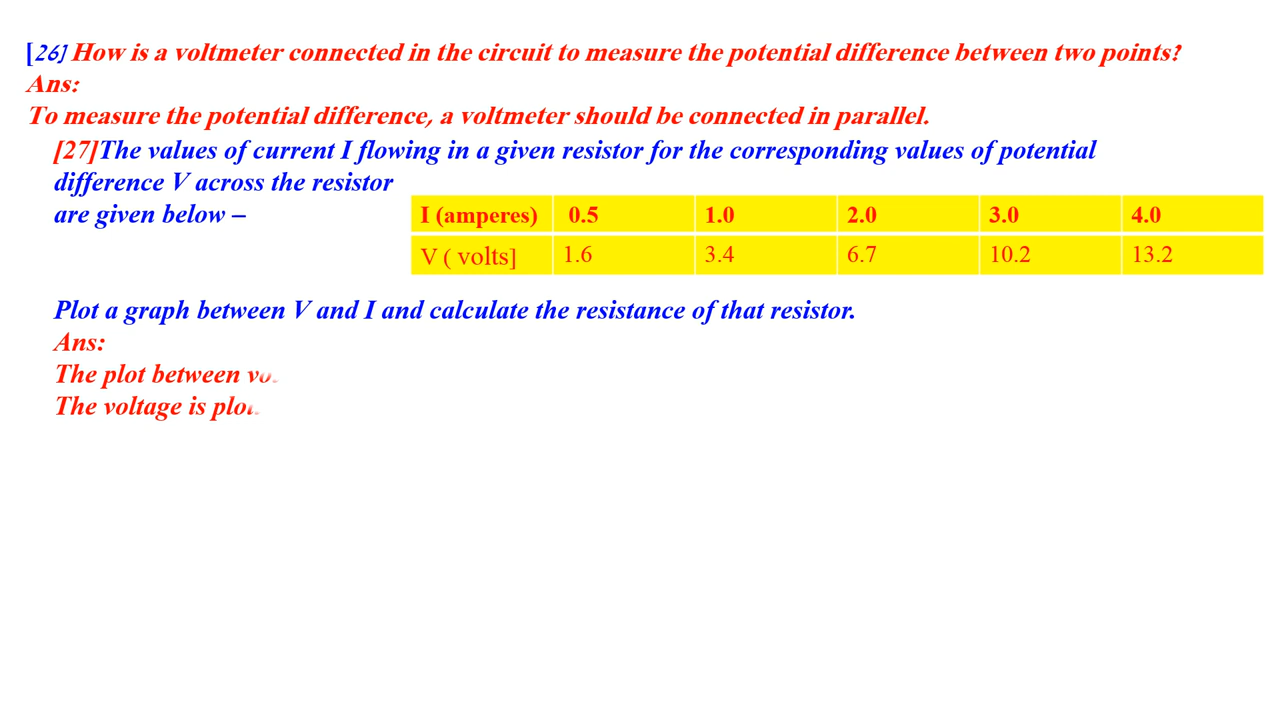 [26] How is a voltmeter connected in the circuit to measure the potential difference between two points?
Ans:
To measure the potential difference, a voltmeter should be connected in parallel.
[27]The values of current I flowing in a given resistor for the corresponding values of potential
difference V across the resistor
are given below –
I (amperes) 0.5 1.0 2.0 3.0 4.0
V ( volts] 1.6 3.4 6.7 10.2 13.2
Plot a graph between V and I and calculate the resistance of that resistor.
Ans:
The plot between
The voltage is